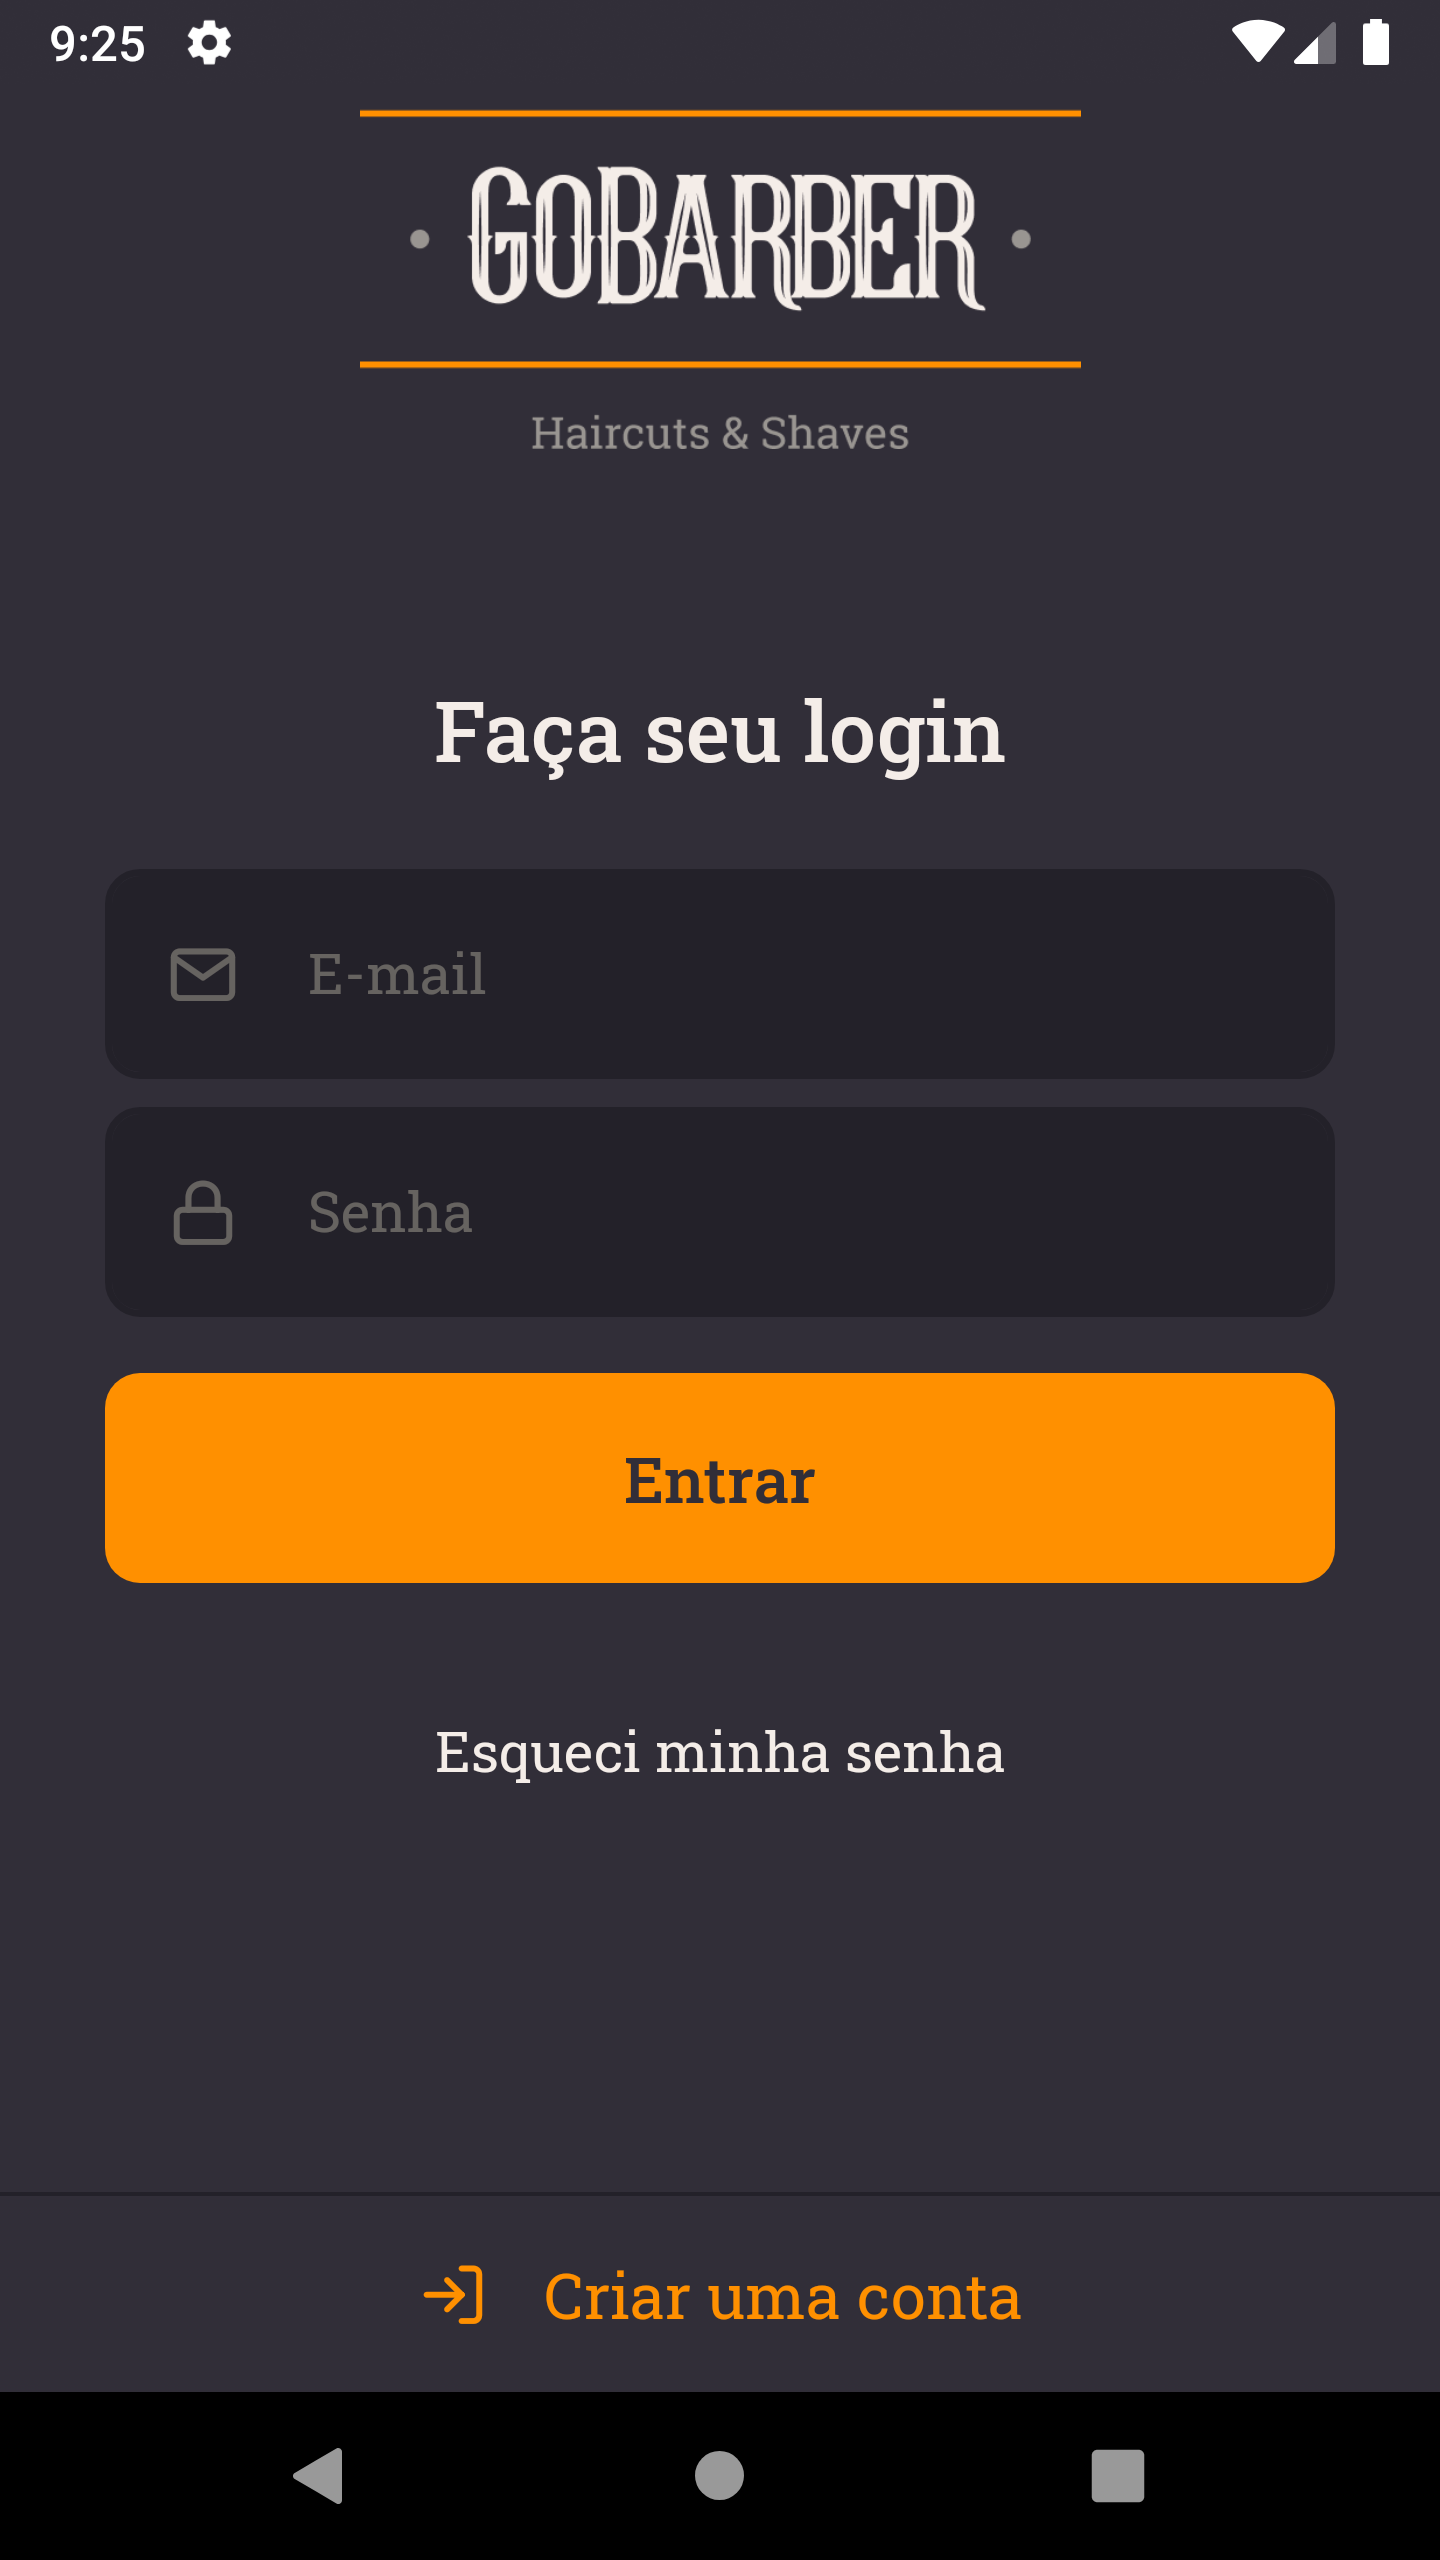 9:25
GOBARBER
Haircuts & Shaves
Faça seu login
E-mail
Senha
Entrar
Esqueci minha senha
Criar uma conta